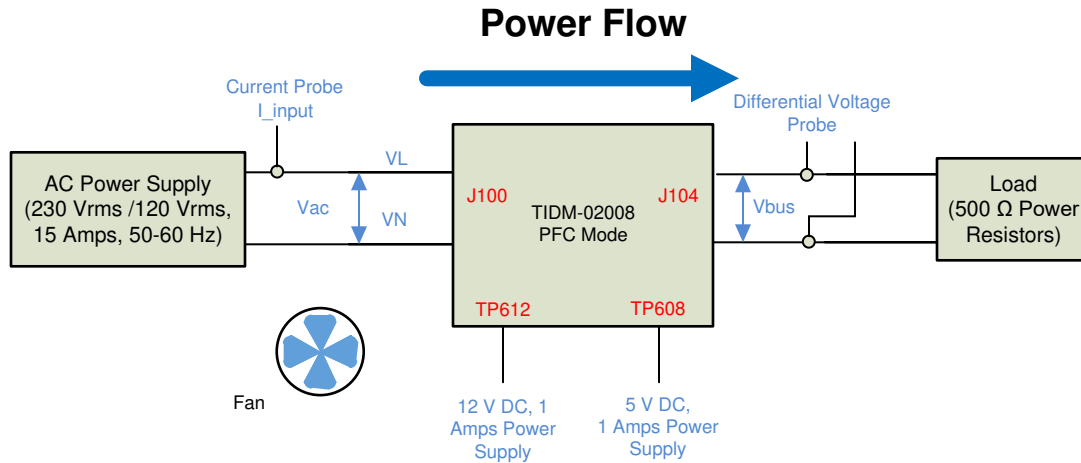 Power Flow
Current Probe
I_input
Differential Voltage
Probe
AC Power Supply
(230 Vrms /120 Vrms,
15 Amps, 50-60 Hz)
VL
Vac
VN
J100
J104
TIDM-02008
PFC Mode
TP612
TP608
Vbus
Load
(500 Ω Power
Resistors)
Fan
12 V DC, 1
Amps Power
Supply
5 V DC,
1 Amps Power
Supply